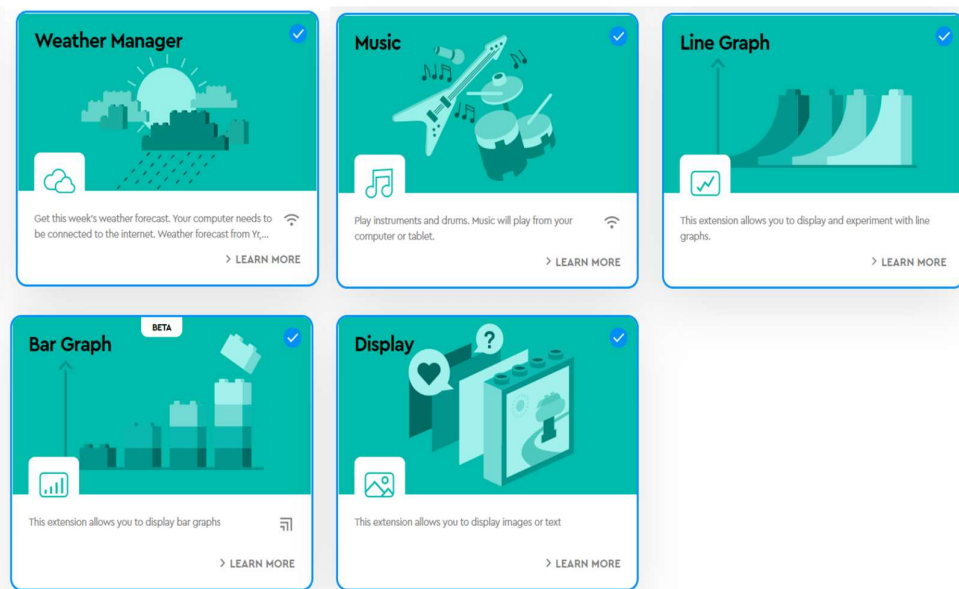 Weather Manager
Get this week's weather forecast. Your computer needs to
be connected to the internet. Weather forecast from Yr,...
> LEARN MORE
Music
Play instruments and drums. Music will play from your
computer or tablet.
> LEARN MORE
Line Graph
This extension allows you to display and experiment with line
graphs.
> LEARN MORE
BETA
Bar Graph
This extension allows you to display bar graphs
> LEARN MORE
Display
?
This extension allows you to display images or text
> LEARN MORE